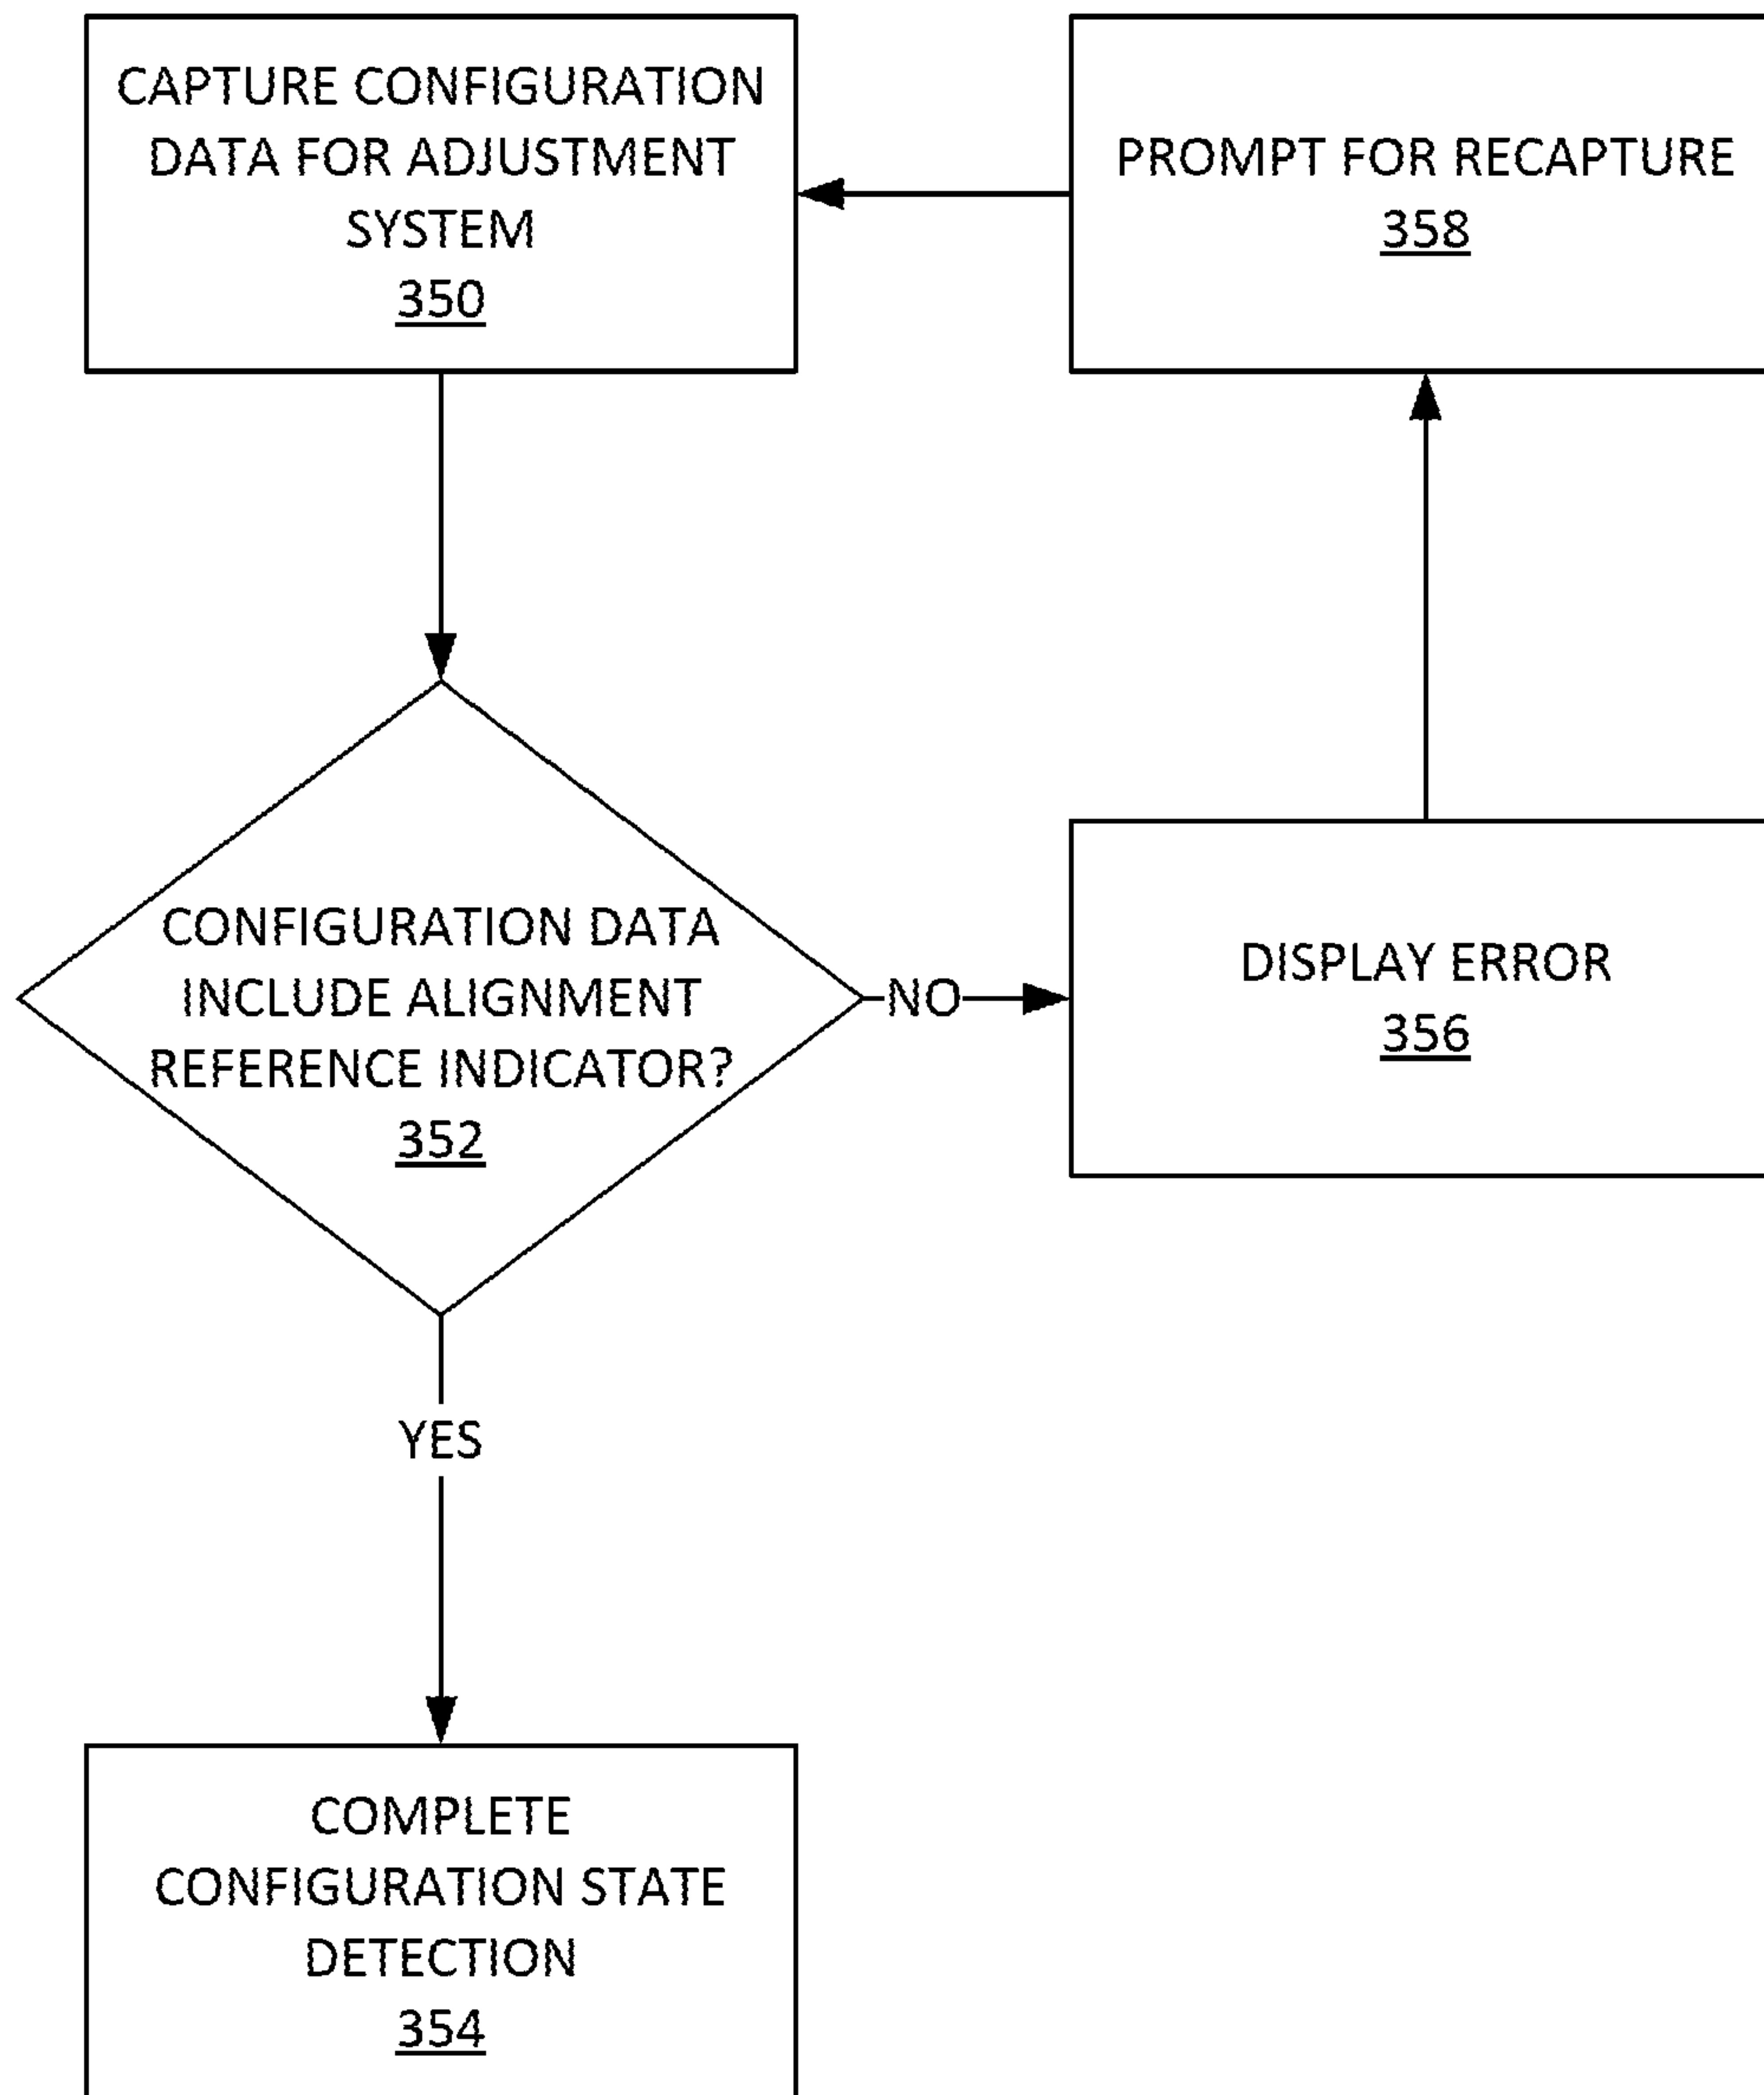 CAPTURE CONFIGURATION
DATA FOR ADJUSTMENT
SYSTEM
350
PROMPT FOR RECAPTURE
358
CONFIGURATION DATA
INCLUDE ALIGNMENT
REFERENCE INDICATOR?
352
NO
DISPLAY ERROR
356
YES
COMPLETE
CONFIGURATION STATE
DETECTION
354